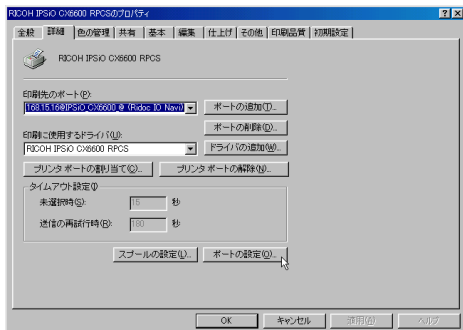 RICOH IPSiO CX6600 RPCSのプロパティ
全般 詳細 色の管理 共有 基本 編集 仕上げ その他 印刷品質 初期設定
RICOH IPSiO CX6600 RPCS
印刷先のポート(P):
168.15.16@IPSiO_CX6600_@ (Ridoc IO Navi)
ポートの追加(T)...
ポートの削除(D)...
印刷に使用するドライバ(U):
RICOH IPSiO CX6600 RPCS
ドライバの追加(W)...
プリンタ ポートの割り当て(C)...
プリンタ ポートの解除(N)...
タイムアウト設定
未選択時(S): 15 秒
送信の再試行時(R): 180 秒
スプールの設定(L)...
ポートの設定(O)...
OK
キャンセル
適用(A)
ヘルプ